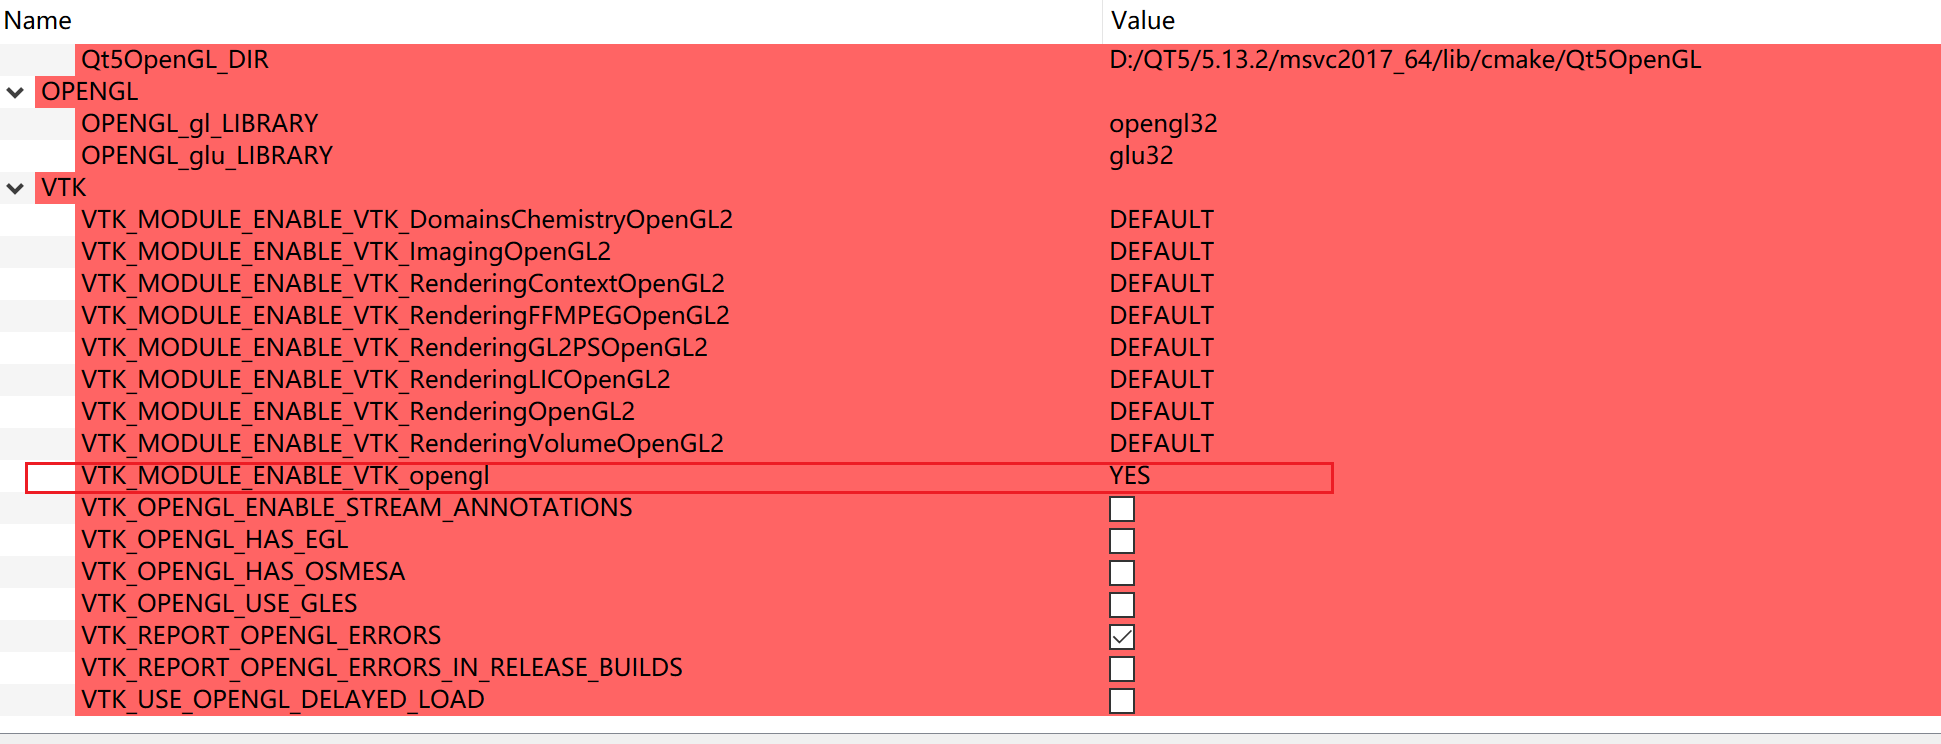 Name Value
Qt5OpenGL_DIR D:/QT5/5.13.2/msvc2017_64/lib/cmake/Qt5OpenGL
OPENGL
OPENGL_gl_LIBRARY opengl32
OPENGL_glu_LIBRARY glu32
VTK
VTK_MODULE_ENABLE_VTK_DomainsChemistryOpenGL2 DEFAULT
VTK_MODULE_ENABLE_VTK_ImagingOpenGL2 DEFAULT
VTK_MODULE_ENABLE_VTK_RenderingContextOpenGL2 DEFAULT
VTK_MODULE_ENABLE_VTK_RenderingFFMPEGOpenGL2 DEFAULT
VTK_MODULE_ENABLE_VTK_RenderingGL2PSOpenGL2 DEFAULT
VTK_MODULE_ENABLE_VTK_RenderingLICOpenGL2 DEFAULT
VTK_MODULE_ENABLE_VTK_RenderingOpenGL2 DEFAULT
VTK_MODULE_ENABLE_VTK_RenderingVolumeOpenGL2 DEFAULT
VTK_MODULE_ENABLE_VTK_opengl YES
VTK_OPENGL_ENABLE_STREAM_ANNOTATIONS
VTK_OPENGL_HAS_EGL
VTK_OPENGL_HAS_OSMESA
VTK_OPENGL_USE_GLES
VTK_REPORT_OPENGL_ERRORS
VTK_REPORT_OPENGL_ERRORS_IN_RELEASE_BUILDS
VTK_USE_OPENGL_DELAYED_LOAD